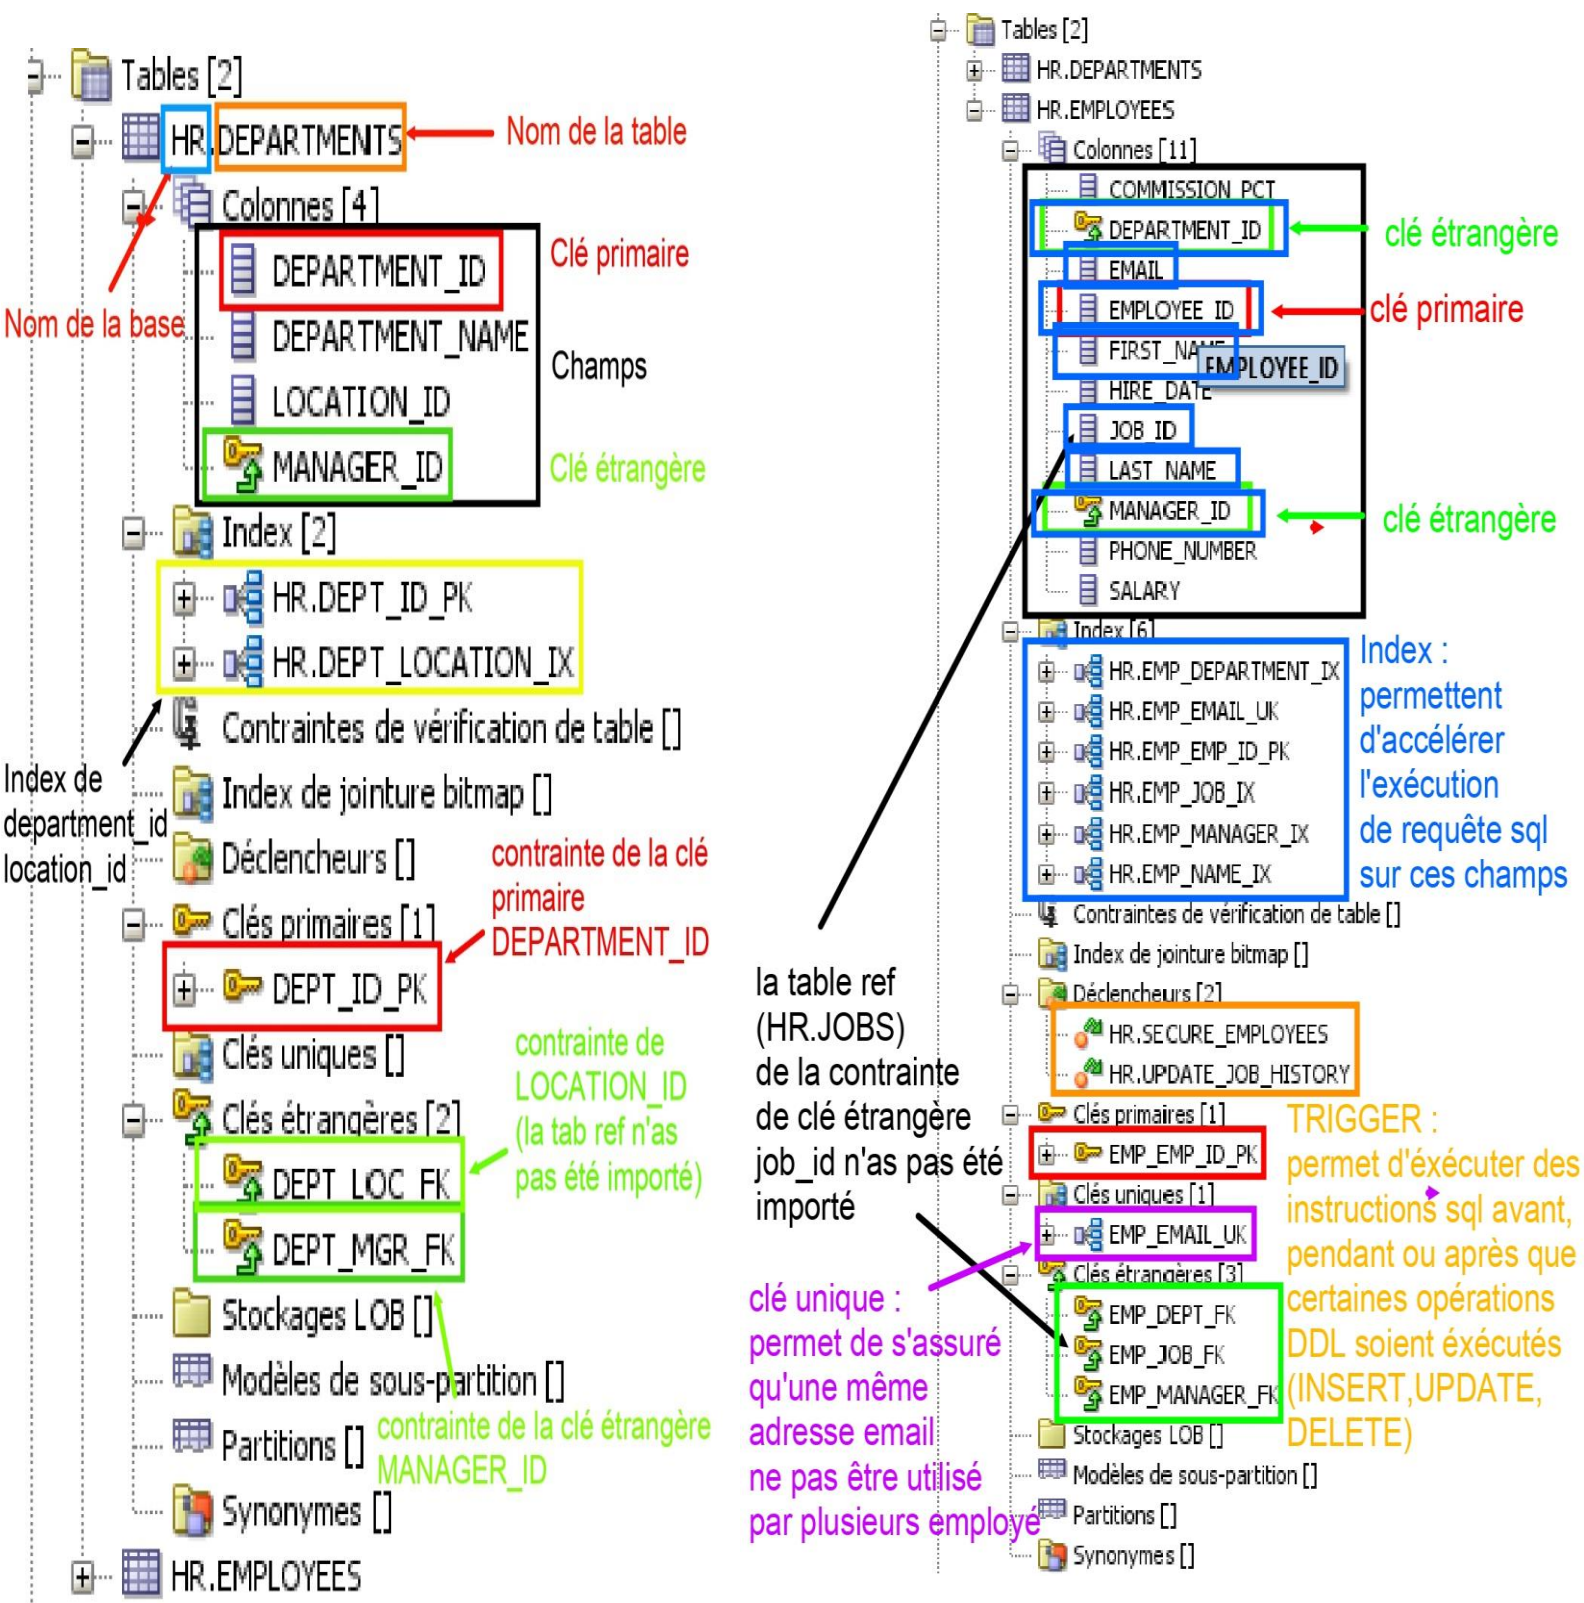 Tables [2]
HR.DEPARTMENTS
Nom de la table
Colonnes [4]
DEPARTMENT_ID
Clé primaire
Nom de la base
DEPARTMENT_NAME
Champs
LOCATION_ID
MANAGER_ID
Clé étrangère
Index [2]
HR.DEPT_ID_PK
HR.DEPT_LOCATION_IX
Contraintes de vérification de table []
Index de
department_id
location_id
Index de jointure bitmap []
Déclencheurs []
contrainte de la clé
primaire
DEPARTMENT_ID
Clés primaires [1]
DEPT_ID_PK
Clés uniques []
contrainte de
LOCATION_ID
(la tab ref n'as
pas été importé)
Clés étrangères [2]
DEPT_LOC_FK
DEPT_MGR_FK
Stockages LOB []
Modèles de sous-partition []
contrainte de la clé étrangère
MANAGER_ID
Partitions []
Synonymes []
HR.EMPLOYEES
Tables [2]
HR.DEPARTMENTS
HR.EMPLOYEES
Colonnes [11]
COMMISSION_PCT
DEPARTMENT_ID
clé étrangère
EMAIL
EMPLOYEE_ID
clé primaire
FIRST_NAME
EMPLOYEE_ID
HIRE_DATE
JOB_ID
LAST_NAME
MANAGER_ID
clé étrangère
PHONE_NUMBER
SALARY
Index [6]
HR.EMP_DEPARTMENT_IX
HR.EMP_EMAIL_UK
HR.EMP_EMP_ID_PK
HR.EMP_JOB_IX
HR.EMP_MANAGER_IX
HR.EMP_NAME_IX
Index :
permettent
d'accélérer
l'exécution
de requête sql
sur ces champs
Contraintes de vérification de table []
Index de jointure bitmap []
Déclencheurs [2]
HR.SECURE_EMPLOYEES
HR.UPDATE_JOB_HISTORY
la table ref
(HR.JOBS)
de la contrainte
de clé étrangère
job_id n'as pas été
importé
Clés primaires [1]
EMP_EMP_ID_PK
Clés uniques [1]
EMP_EMAIL_UK
Clés étrangères [3]
EMP_DEPT_FK
EMP_JOB_FK
EMP_MANAGER_FK
TRIGGER :
permet d'éxécuter des
instructions sql avant,
pendant ou après que
certaines opérations
DDL soient éxécutés
(INSERT,UPDATE,
DELETE)
clé unique :
permet de s'assuré
qu'une même
adresse email
ne pas être utilisé
par plusieurs employé
Stockages LOB []
Modèles de sous-partition []
Partitions []
Synonymes []